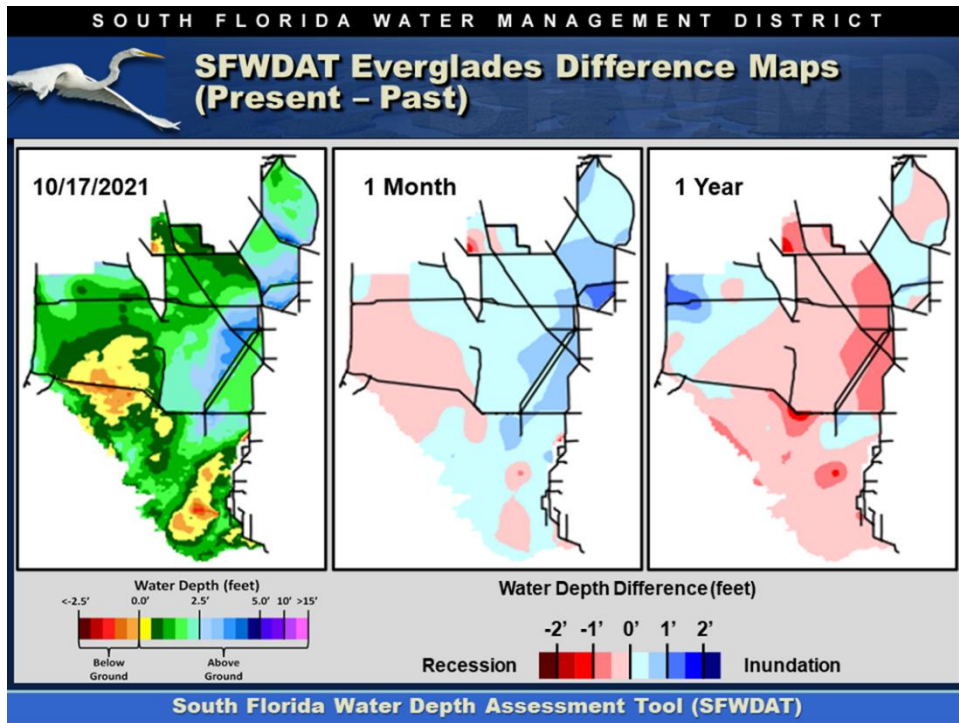 SOUTH FLORIDA WATER MANAGEMENT DISTRICT
SFWDAT Everglades Difference Maps
(Present – Past)
SFWMD
10/17/2021
1 Month
1 Year
Water Depth (feet)
<-2.5' 0.0' 2.5' 5.0' 10' >15'
Below
Ground
Above
Ground
Water Depth Difference (feet)
-2' -1' 0' 1' 2'
Recession
Inundation
South Florida Water Depth Assessment Tool (SFWDAT)